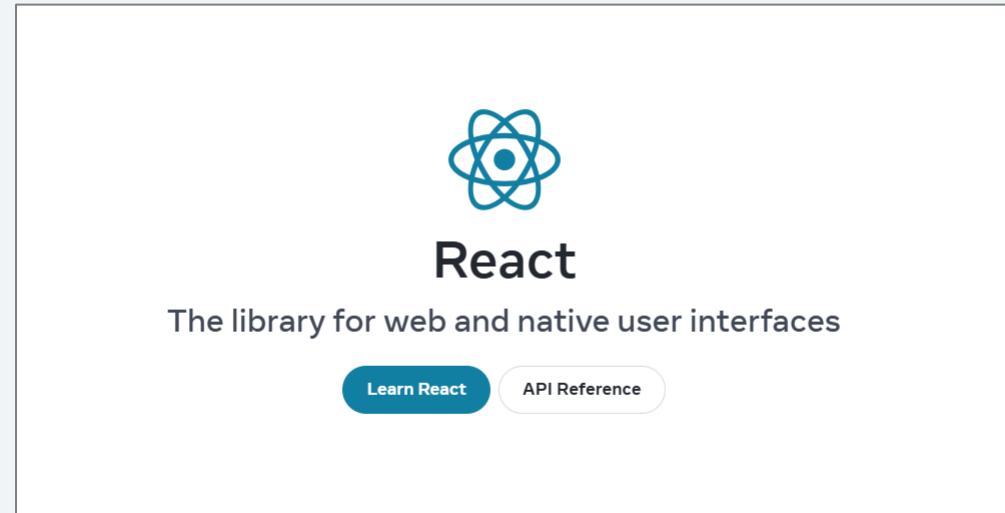 React
The library for web and native user interfaces
Learn React
API Reference